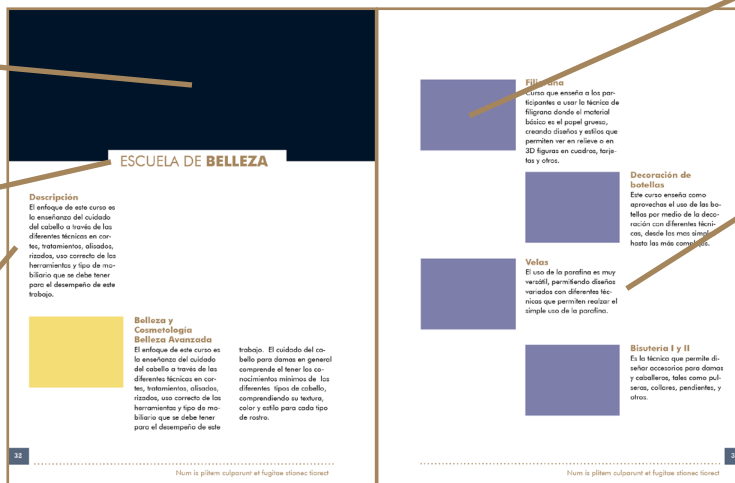 ESCUELA DE BELLEZA
Descripción
El enfoque de este curso es
la enseñanza del cuidado
del cabello a través de las
diferentes técnicas en cor-
tes, tratamientos, alisados,
rizados, uso correcto de las
herramientas y tipo de mo-
biliario que se debe tener
para el desempeño de este
trabajo.
Belleza y
Cosmetología
Belleza Avanzada
El enfoque de este curso es
la enseñanza del cuidado
del cabello a través de las
diferentes técnicas en cor-
tes, tratamientos, alisados,
rizados, uso correcto de las
herramientas y tipo de mo-
biliario que se debe tener
para el desempeño de este
trabajo. El cuidado del ca-
bello para damas en general
comprende el tener los co-
nocimientos mínimos de los
diferentes tipos de cabello,
comprendiendo su textura,
color y estilo para cada tipo
de rostro.
32
Num is plitem culparunt et fugitae stionec tiorect
Filigrana
Curso que enseña a los par-
ticipantes a usar la técnica de
filigrana donde el material
básico es el papel grueso,
creando diseños y estilos que
permiten ver en relieve o en
3D figuras en cuadros, tarje-
tas y otros.
Decoración de
botellas
Este curso enseña como
aprovechas el uso de las bo-
tellas por medio de la deco-
ración con diferentes técni-
cas, desde las mas simples
hasta las más complejas.
Velas
El uso de la parafina es muy
versátil, permitiendo diseños
variados con diferentes téc-
nicas que permiten realzar el
simple uso de la parafina.
Bisutería I y II
Es la técnica que permite di-
señar accesorios para damas
y caballeros, tales como pul-
seras, collares, pendientes, y
otros.
Num is plitem culparunt et fugitae stionec tiorect
3